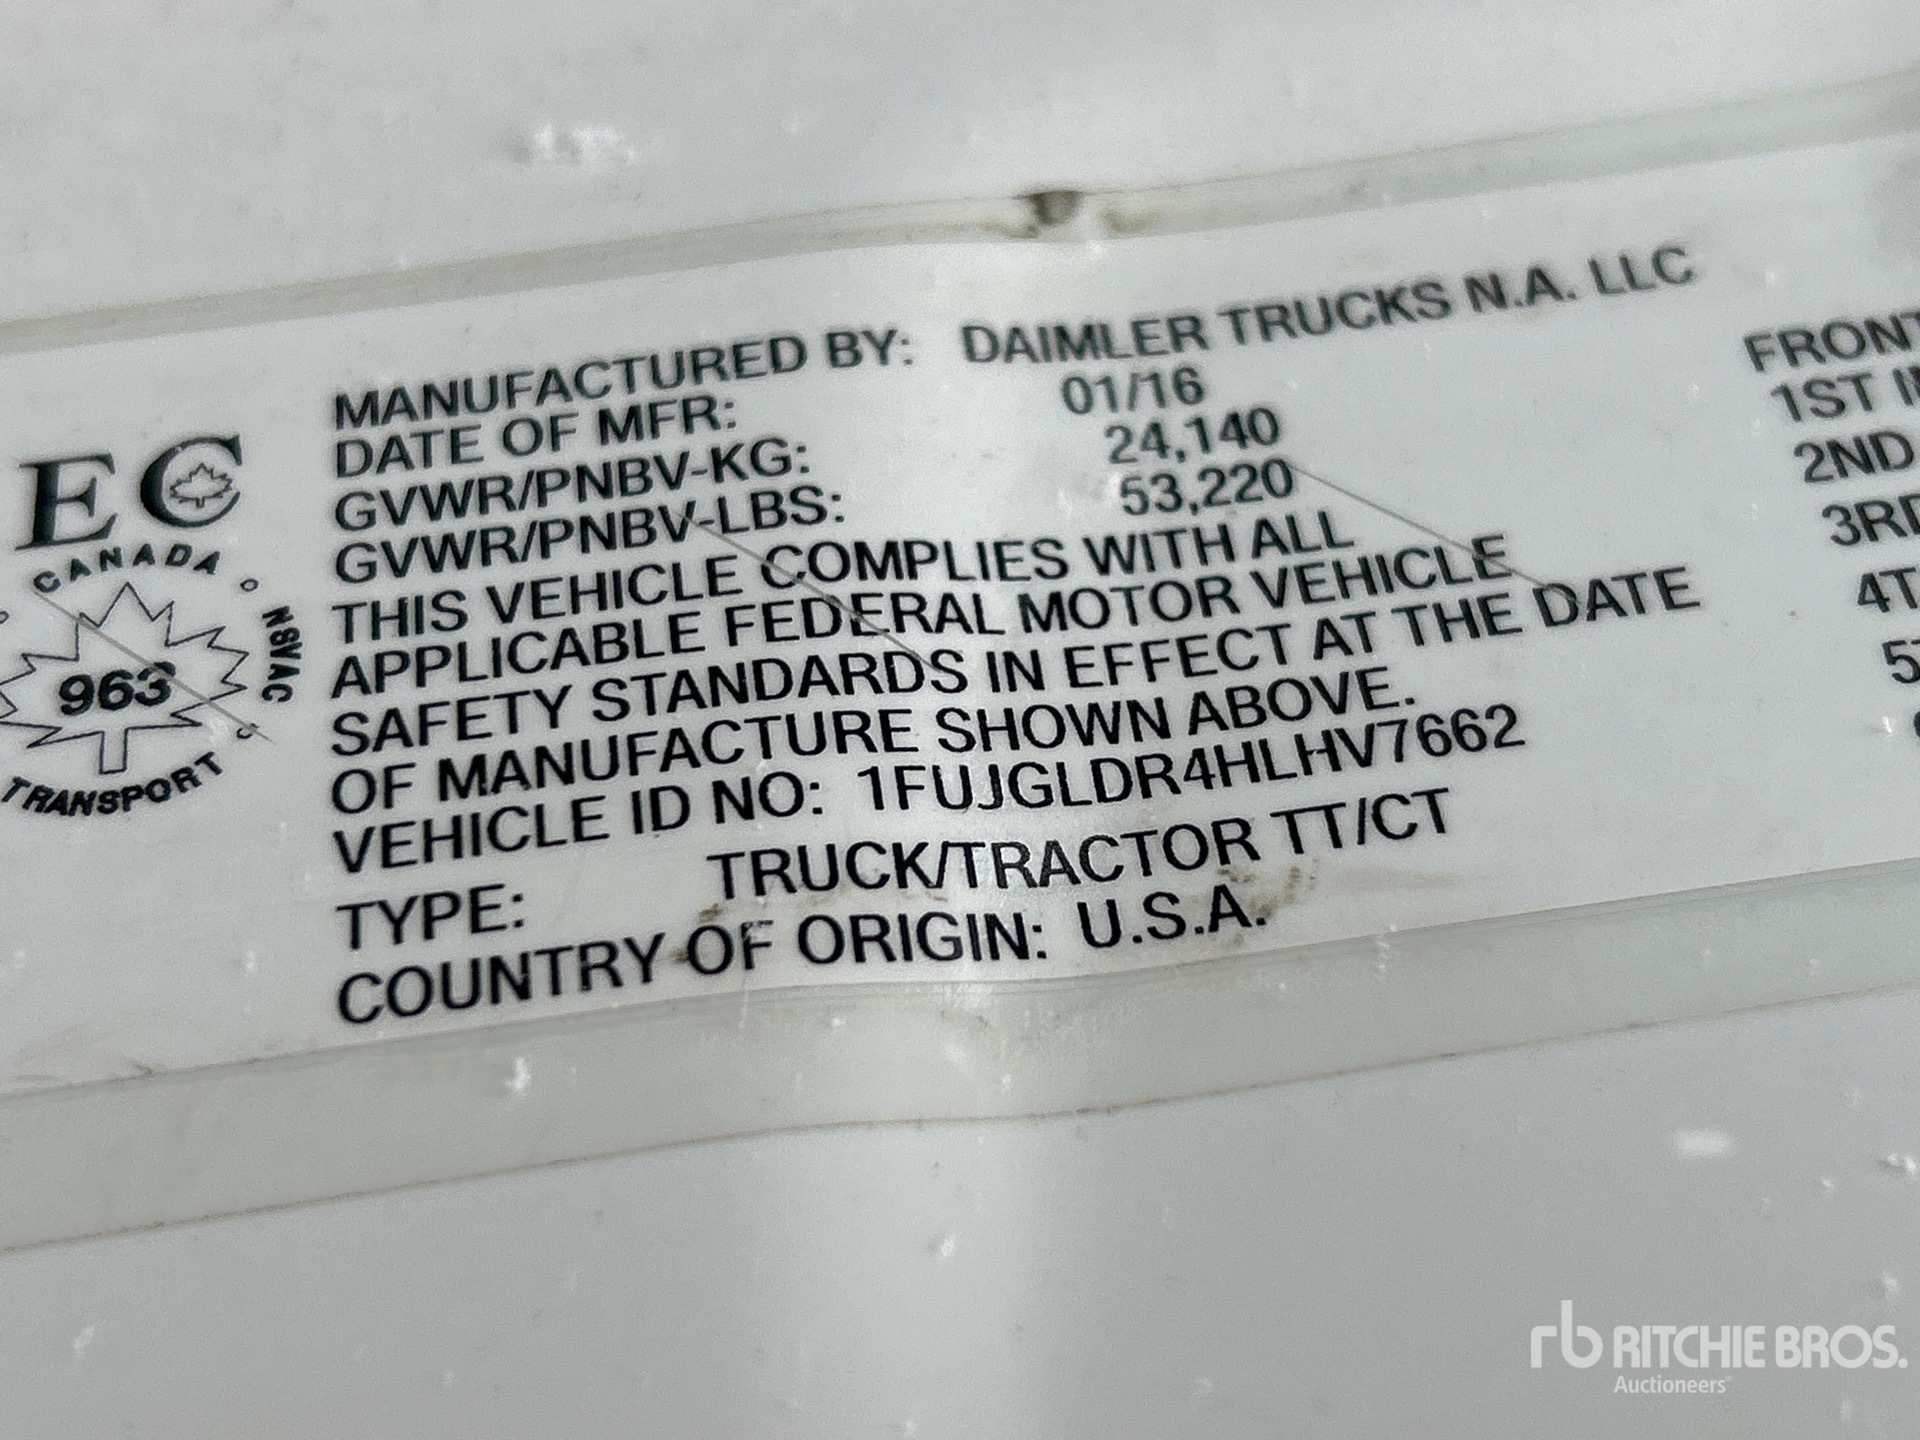 EC
CANADA
NSVAC
963
TRANSPORT
MANUFACTURED BY: DAIMLER TRUCKS N.A. LLC
DATE OF MFR: 01/16
GVWR/PNBV-KG: 24,140
GVWR/PNBV-LBS: 53,220
THIS VEHICLE COMPLIES WITH ALL
APPLICABLE FEDERAL MOTOR VEHICLE
SAFETY STANDARDS IN EFFECT AT THE DATE
OF MANUFACTURE SHOWN ABOVE.
VEHICLE ID NO: 1FUJGLDR4HLHV7662
TYPE: TRUCK/TRACTOR TT/CT
COUNTRY OF ORIGIN: U.S.A.
FRONT
1ST
2ND
3RD
rb RITCHIE BROS.
Auctioneers